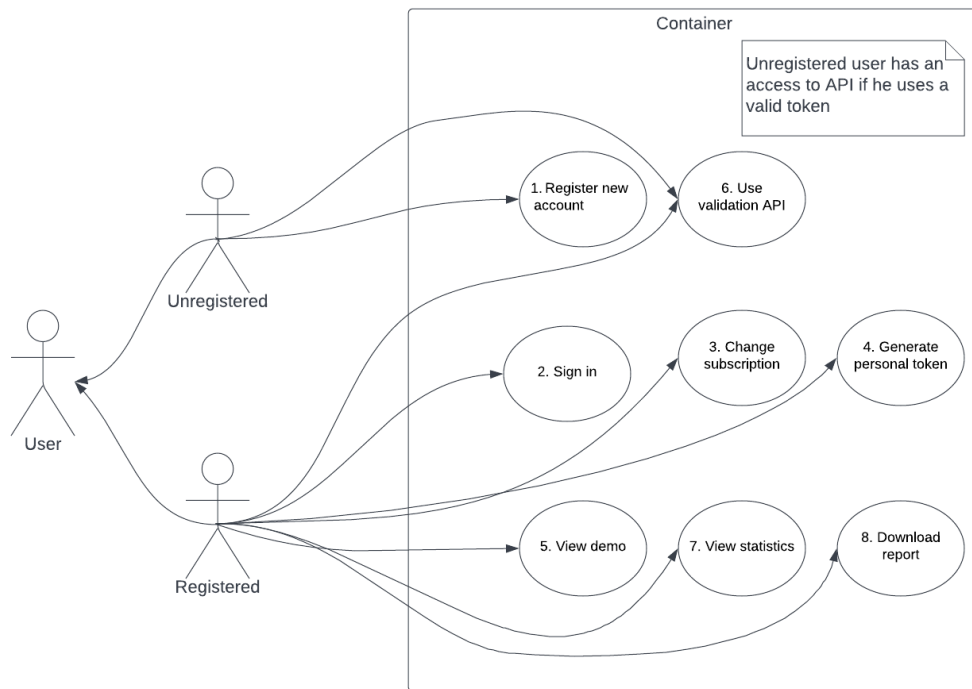 Container
Unregistered user has an
access to API if he uses a
valid token
1. Register new
account
6. Use
validation API
Unregistered
2. Sign in
3. Change
subscription
4. Generate
personal token
User
5. View demo
7. View statistics
8. Download
report
Registered